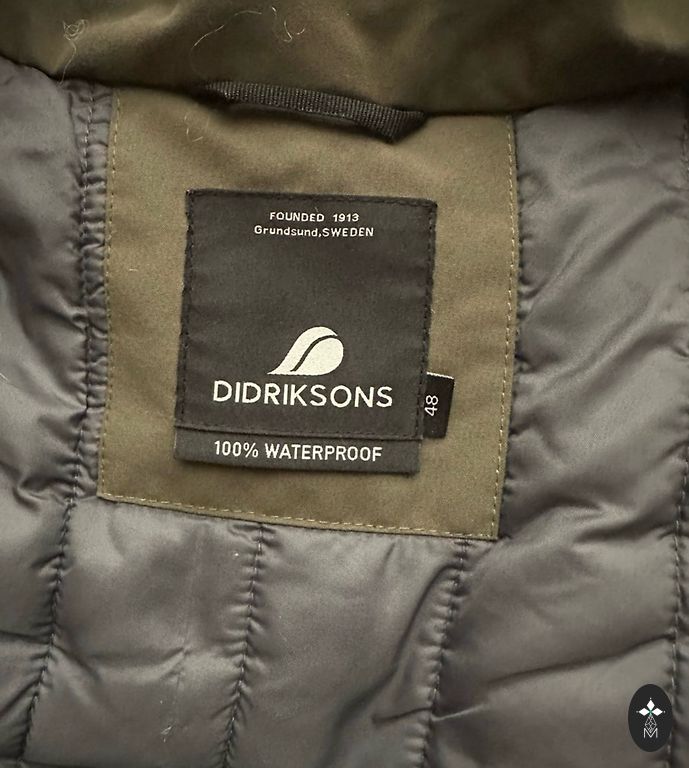 FOUNDED 1913
Grundsund,SWEDEN
DIDRIKSONS
48
100% WATERPROOF
M